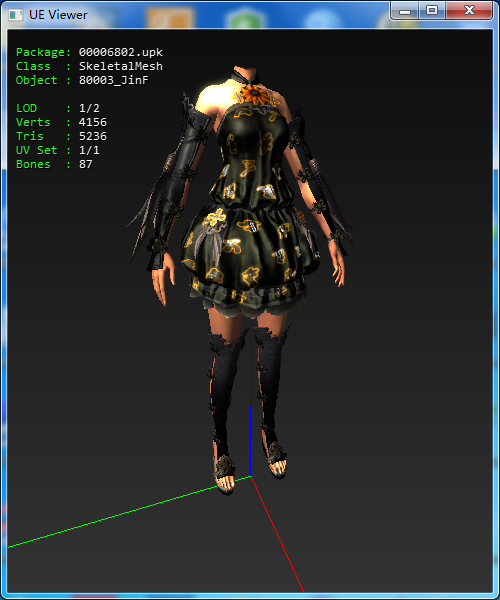 UE Viewer
Package: 00006802.upk
Class : SkeletalMesh
Object : 80003_JinF
LOD : 1/2
Verts : 4156
Tris : 5236
UV Set : 1/1
Bones : 87